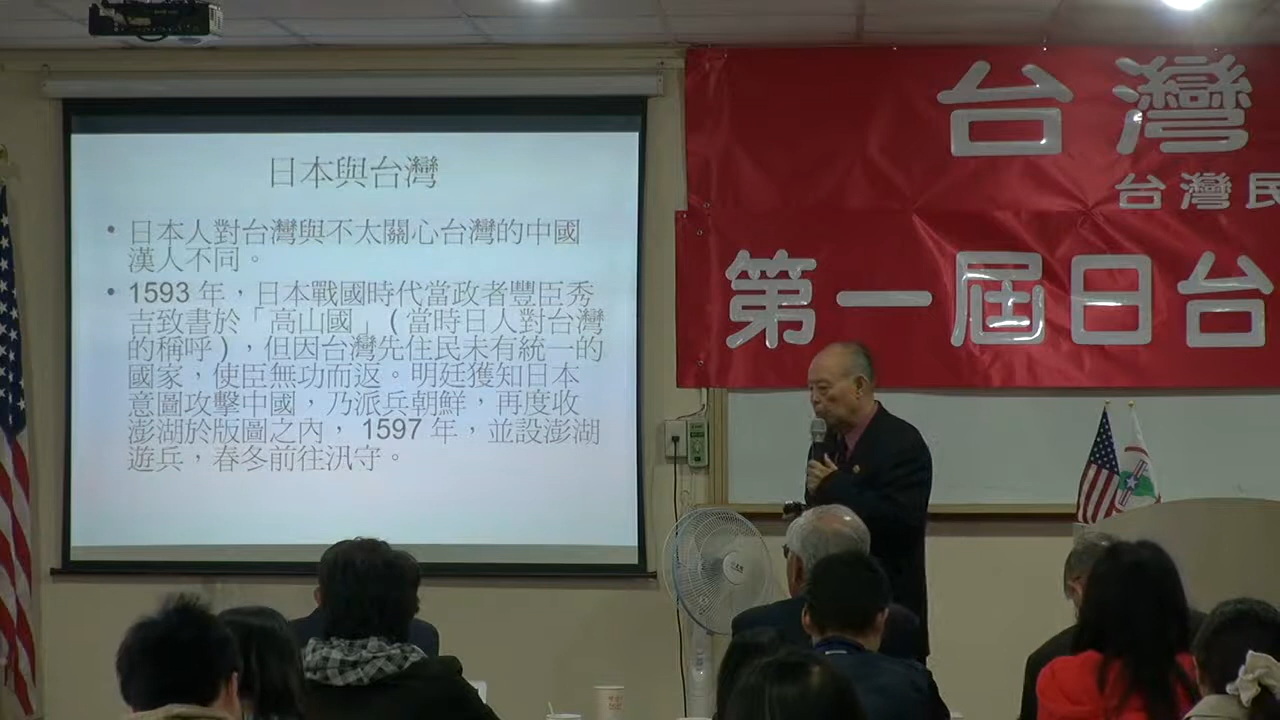 日本與台灣
• 日本人對台灣與不太關心台灣的中國
漢人不同。
• 1593 年，日本戰國時代當政者豐臣秀
吉致書於「高山國」( 當時日人對台灣
的稱呼 )，但因台灣先住民未有統一的
國家，使臣無功而返。明廷獲知日本
意圖攻擊中國，乃派兵朝鮮，再度收
澎湖於版圖之內， 1597 年，並設澎湖
遊兵，春冬前往汛守。
台灣
台灣民
第一屆日台